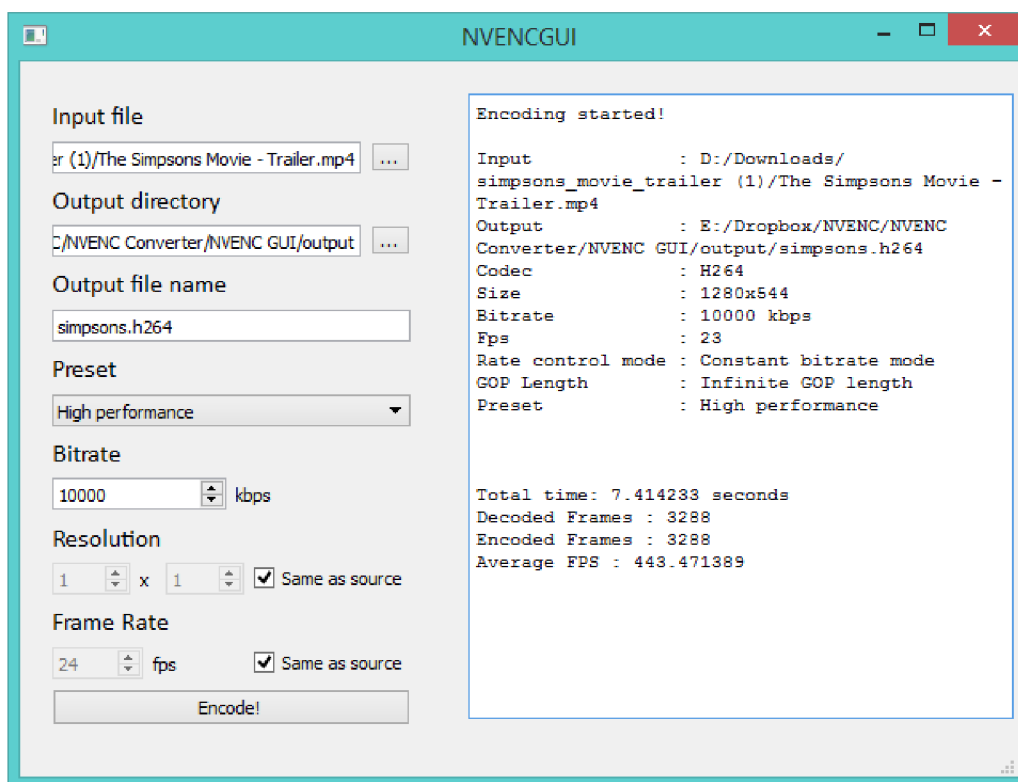 NVENCGUI
Input file
er (1)/The Simpsons Movie - Trailer.mp4
...
Output directory
C/NVENC Converter/NVENC GUI/output
...
Output file name
simpsons.h264
Preset
High performance
Bitrate
10000 kbps
Resolution
1 x 1 Same as source
Frame Rate
24 fps Same as source
Encode!
Encoding started!
Input : D:/Downloads/
simpsons_movie_trailer (1)/The Simpsons Movie -
Trailer.mp4
Output : E:/Dropbox/NVENC/NVENC
Converter/NVENC GUI/output/simpsons.h264
Codec : H264
Size : 1280x544
Bitrate : 10000 kbps
Fps : 23
Rate control mode : Constant bitrate mode
GOP Length : Infinite GOP length
Preset : High performance
Total time: 7.414233 seconds
Decoded Frames : 3288
Encoded Frames : 3288
Average FPS : 443.471389